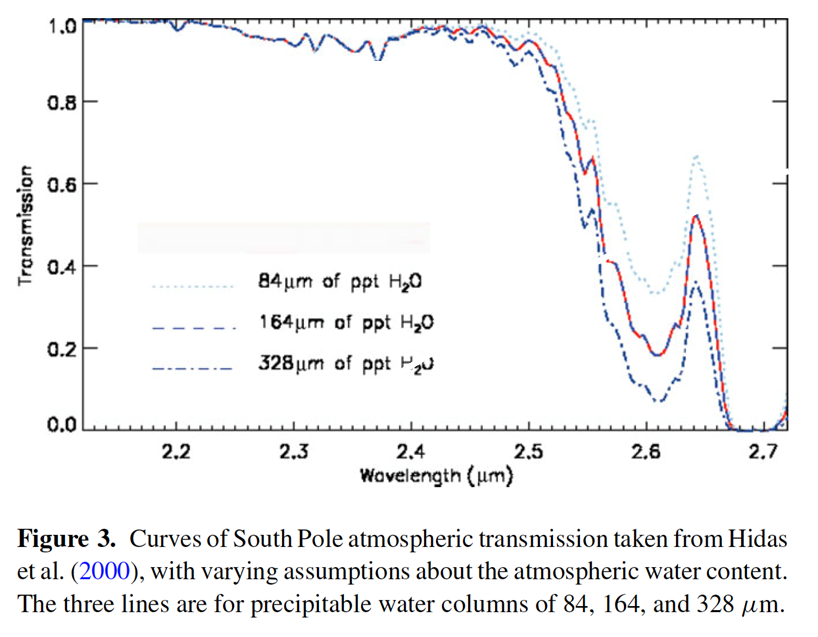 1.0
0.8
0.6
0.4
0.2
0.0
Transmission
84μm of ppt H₂O
164μm of ppt H₂O
328μm of ppt H₂O
2.2 2.3 2.4 2.5 2.6 2.7
Wavelength (μm)
Figure 3. Curves of South Pole atmospheric transmission taken from Hidas
et al. (2000), with varying assumptions about the atmospheric water content.
The three lines are for precipitable water columns of 84, 164, and 328 μm.